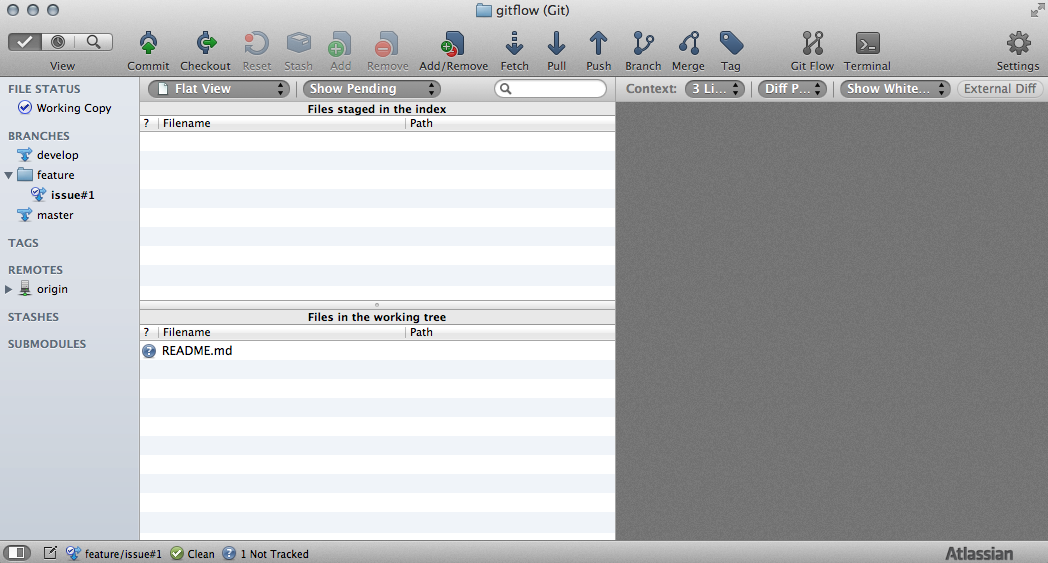 gitflow (Git)
View Commit Checkout Reset Stash Add Remove Add/Remove Fetch Pull Push Branch Merge Tag Git Flow Terminal Settings
FILE STATUS
Working Copy
BRANCHES
develop
feature
issue#1
master
TAGS
REMOTES
origin
STASHES
SUBMODULES
Flat View Show Pending
Files staged in the index
? Filename Path
Files in the working tree
? Filename Path
? README.md
Context: 3 Li... Diff P... Show White... External Diff
feature/issue#1 Clean ? 1 Not Tracked
Atlassian